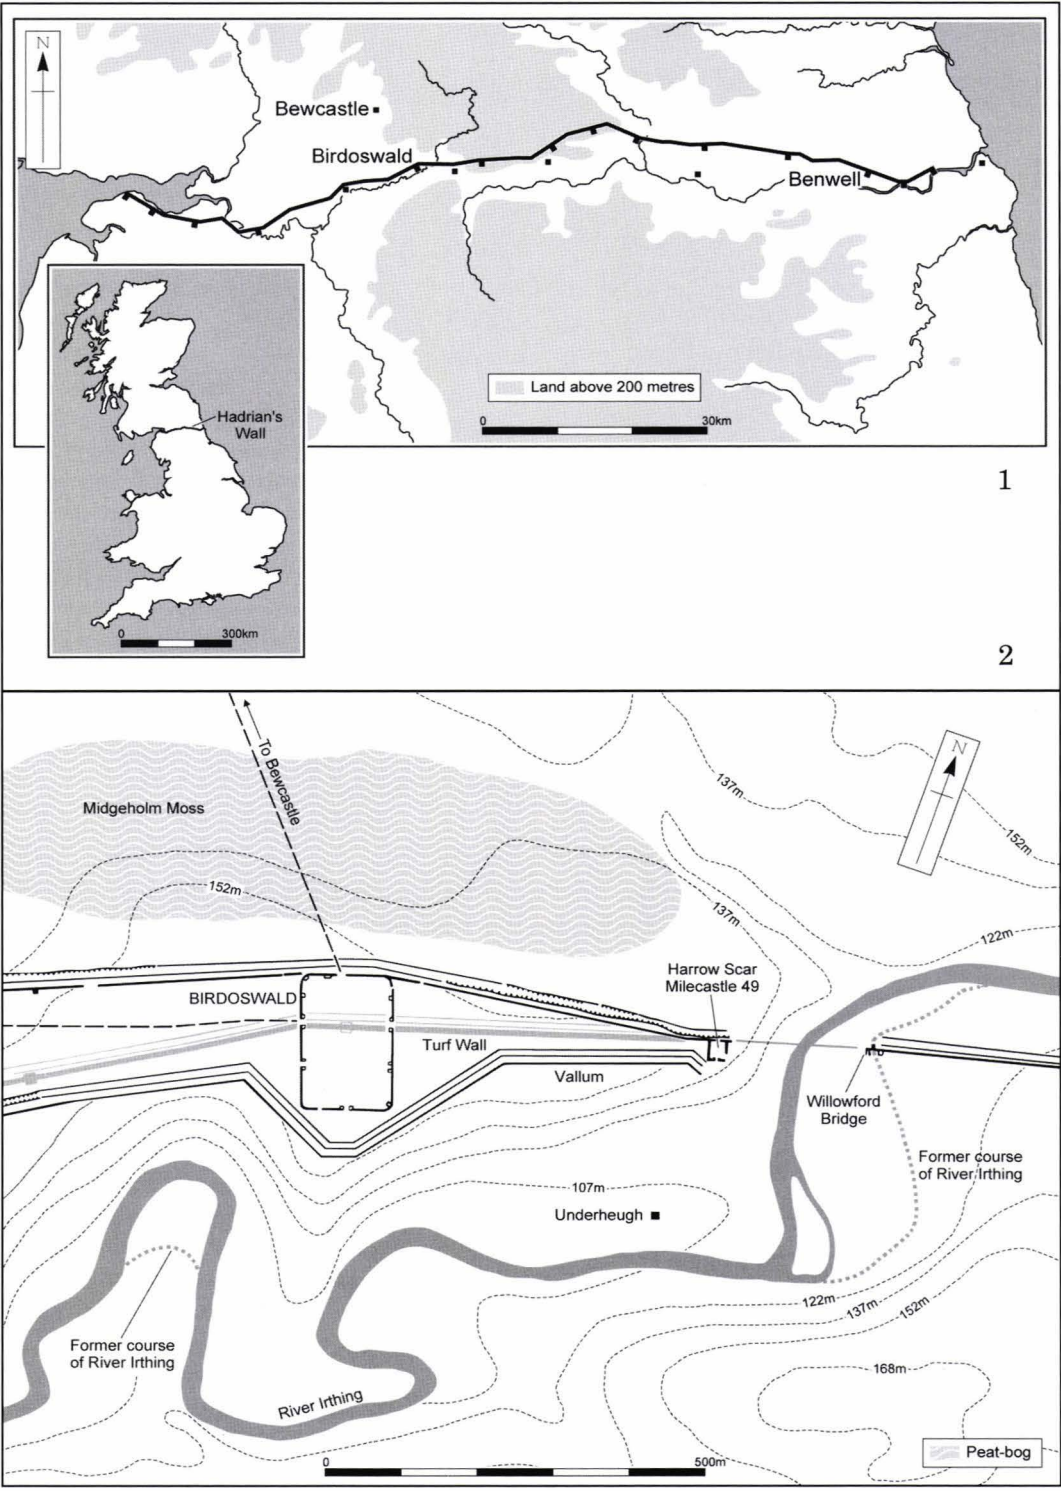 N
Bewcastle
Birdoswald
Benwell
Land above 200 metres
0
30km
Hadrian's
Wall
0
300km
1
2
To Bewcastle
N
Midgeholm Moss
137m
152m
152m
137m
122m
BIRDOSWALD
Harrow Scar
Milecastle 49
Turf Wall
Vallum
Willowford
Bridge
Former course
of River Irthing
107m
Underheugh
122m
137m
152m
Former course
of River Irthing
168m
River Irthing
Peat-bog
0
500m